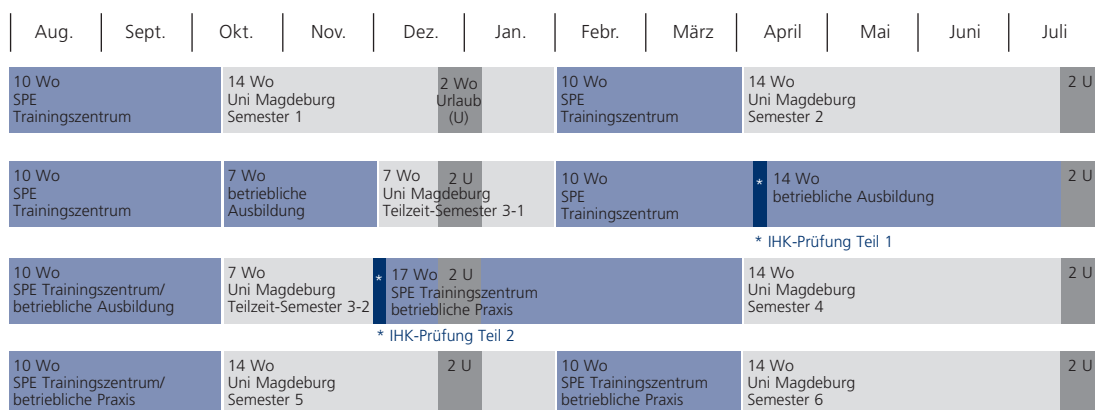 Aug. Sept. Okt. Nov. Dez. Jan. Febr. März April Mai Juni Juli
10 Wo
SPE
Trainingszentrum
14 Wo
Uni Magdeburg
Semester 1
2 Wo
Urlaub
(U)
10 Wo
SPE
Trainingszentrum
14 Wo
Uni Magdeburg
Semester 2
2 U
10 Wo
SPE
Trainingszentrum
7 Wo
betriebliche
Ausbildung
7 Wo
Uni Magdeburg
Teilzeit-Semester 3-1
2 U
10 Wo
SPE
Trainingszentrum
*
14 Wo
betriebliche Ausbildung
2 U
* IHK-Prüfung Teil 1
10 Wo
SPE Trainingszentrum/
betriebliche Ausbildung
7 Wo
Uni Magdeburg
Teilzeit-Semester 3-2
*
17 Wo
SPE Trainingszentrum
betriebliche Praxis
2 U
14 Wo
Uni Magdeburg
Semester 4
2 U
* IHK-Prüfung Teil 2
10 Wo
SPE Trainingszentrum/
betriebliche Praxis
14 Wo
Uni Magdeburg
Semester 5
2 U
10 Wo
SPE Trainingszentrum
betriebliche Praxis
14 Wo
Uni Magdeburg
Semester 6
2 U